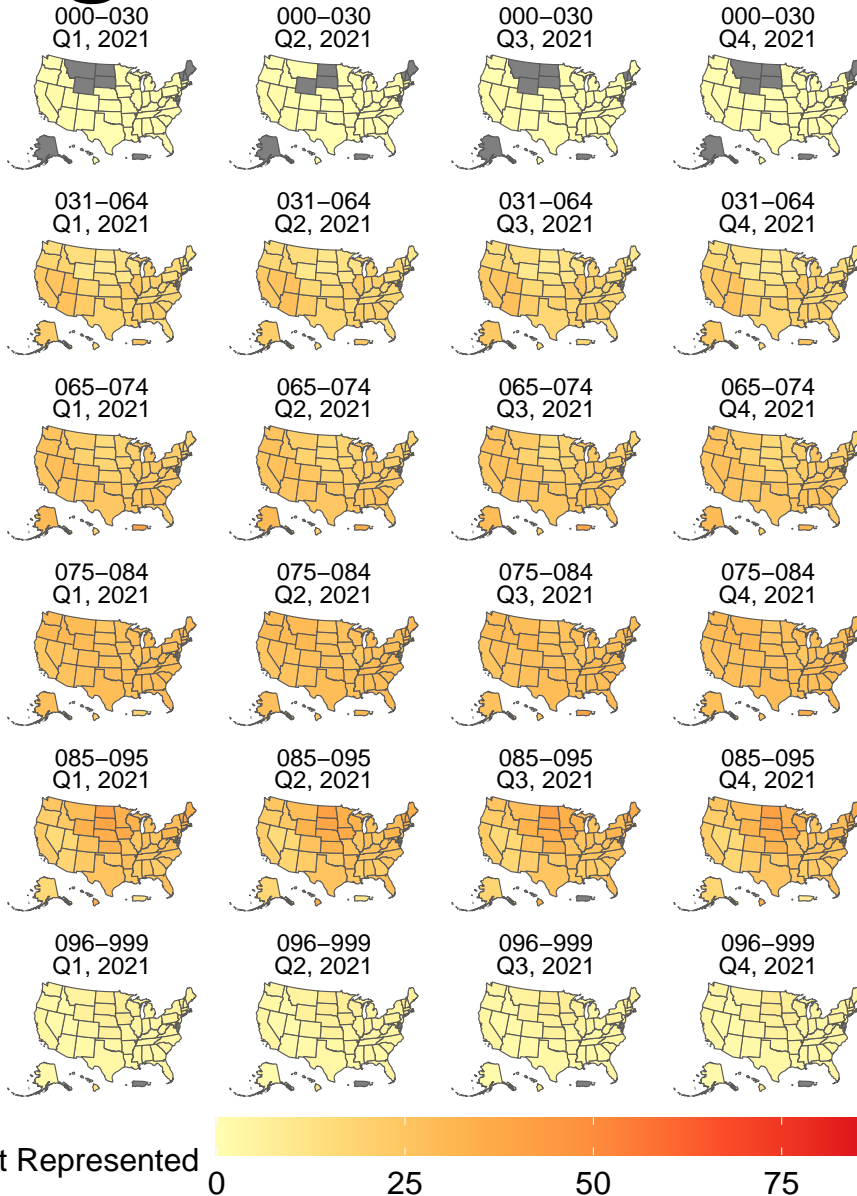 000−030 000−030 000−030 000−030
Q1, 2021 Q2, 2021 Q3, 2021 Q4, 2021
031−064 031−064 031−064 031−064
Q1, 2021 Q2, 2021 Q3, 2021 Q4, 2021
065−074 065−074 065−074 065−074
Q1, 2021 Q2, 2021 Q3, 2021 Q4, 2021
075−084 075−084 075−084 075−084
Q1, 2021 Q2, 2021 Q3, 2021 Q4, 2021
085−095 085−095 085−095 085−095
Q1, 2021 Q2, 2021 Q3, 2021 Q4, 2021
096−999 096−999 096−999 096−999
Q1, 2021 Q2, 2021 Q3, 2021 Q4, 2021
t Represented
0 25 50 75